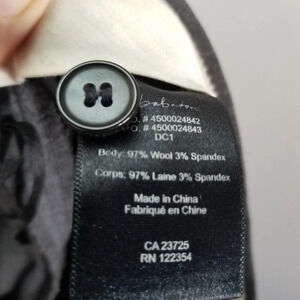 babaton
.O. # 4500024842
.O. # 4500024843
DC1
Body: 97% Wool 3% Spandex
Corps: 97% Laine 3% Spandex
Made in China
Fabriqué en Chine
CA 23725
RN 122354